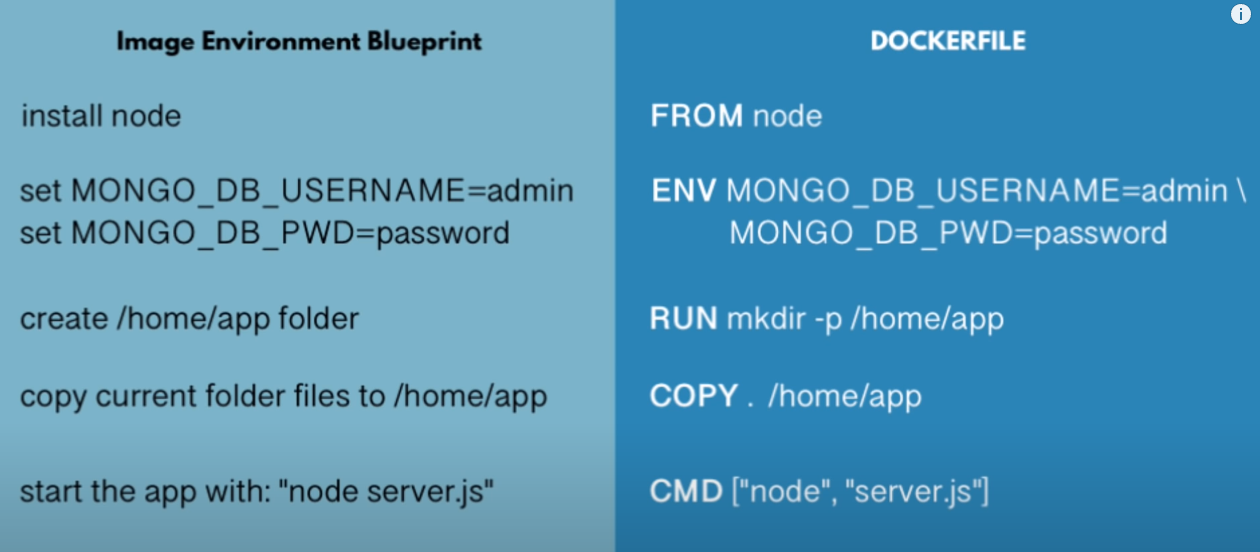 Image Environment Blueprint
install node
set MONGO_DB_USERNAME=admin
set MONGO_DB_PWD=password
create /home/app folder
copy current folder files to /home/app
start the app with: "node server.js"
DOCKERFILE
FROM node
ENV MONGO_DB_USERNAME=admin \
MONGO_DB_PWD=password
RUN mkdir -p /home/app
COPY . /home/app
CMD ["node", "server.js"]
i